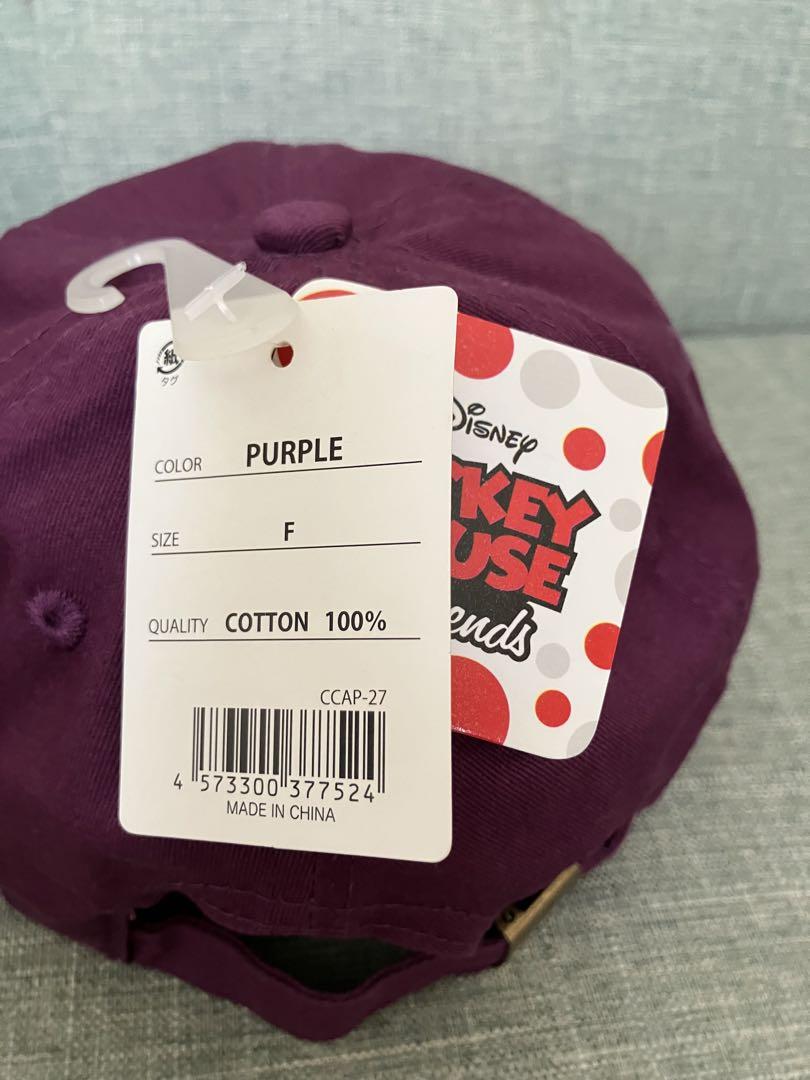 紙
タグ
COLOR PURPLE
SIZE F
QUALITY COTTON 100%
CCAP-27
4 573300 377524
MADE IN CHINA
Disney
KEY
USE
ends